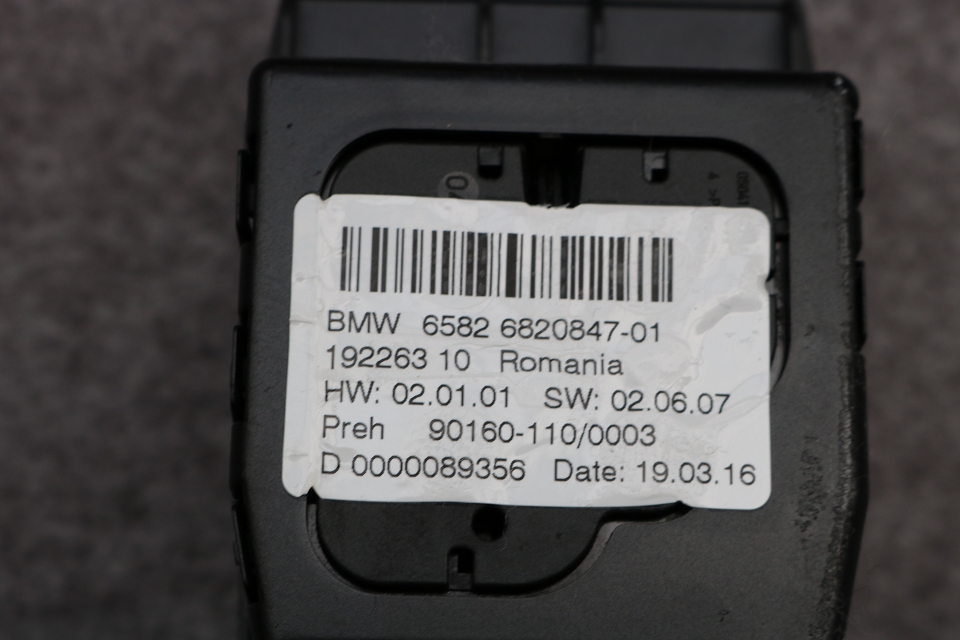 BMW 6582 6820847-01
192263 10 Romania
HW: 02.01.01 SW: 02.06.07
Preh 90160-110/0003
D 0000089356 Date: 19.03.16